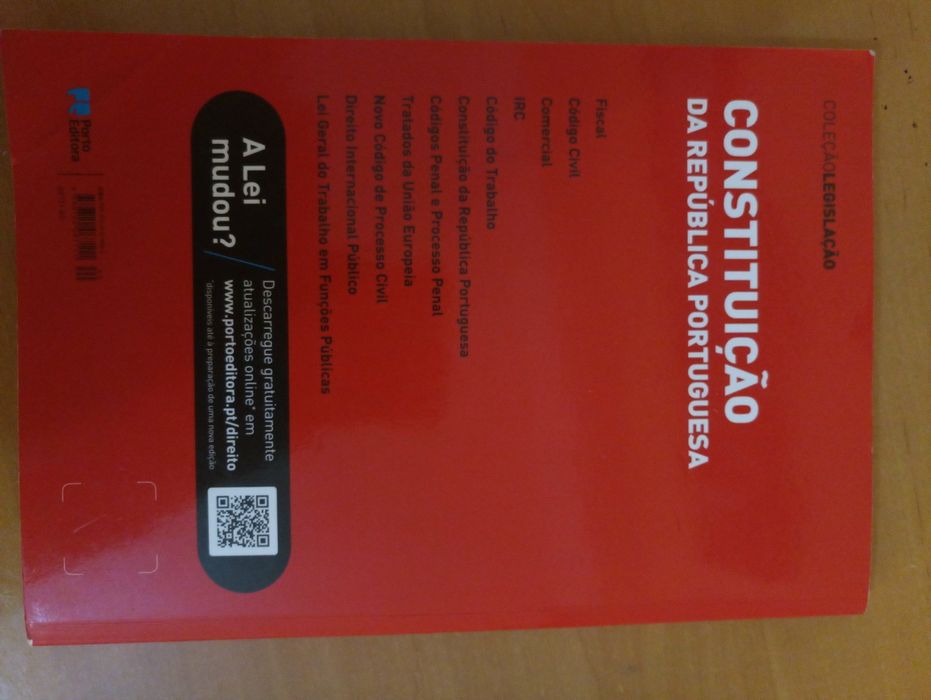 COLEÇÃOLEGISLAÇÃO
CONSTITUIÇÃO
DA REPÚBLICA PORTUGUESA
Fiscal
Código Civil
Comercial
IRC
Código do Trabalho
Constituição da República Portuguesa
Códigos Penal e Processo Penal
Tratados da União Europeia
Novo Código de Processo Civil
Direito Internacional Público
Lei Geral do Trabalho em Funções Públicas
A Lei
mudou?
Descarregue gratuitamente
atualizações online* em
www.portoeditora.pt/direito
*disponíveis até à preparação de uma nova edição
Porto
Editora